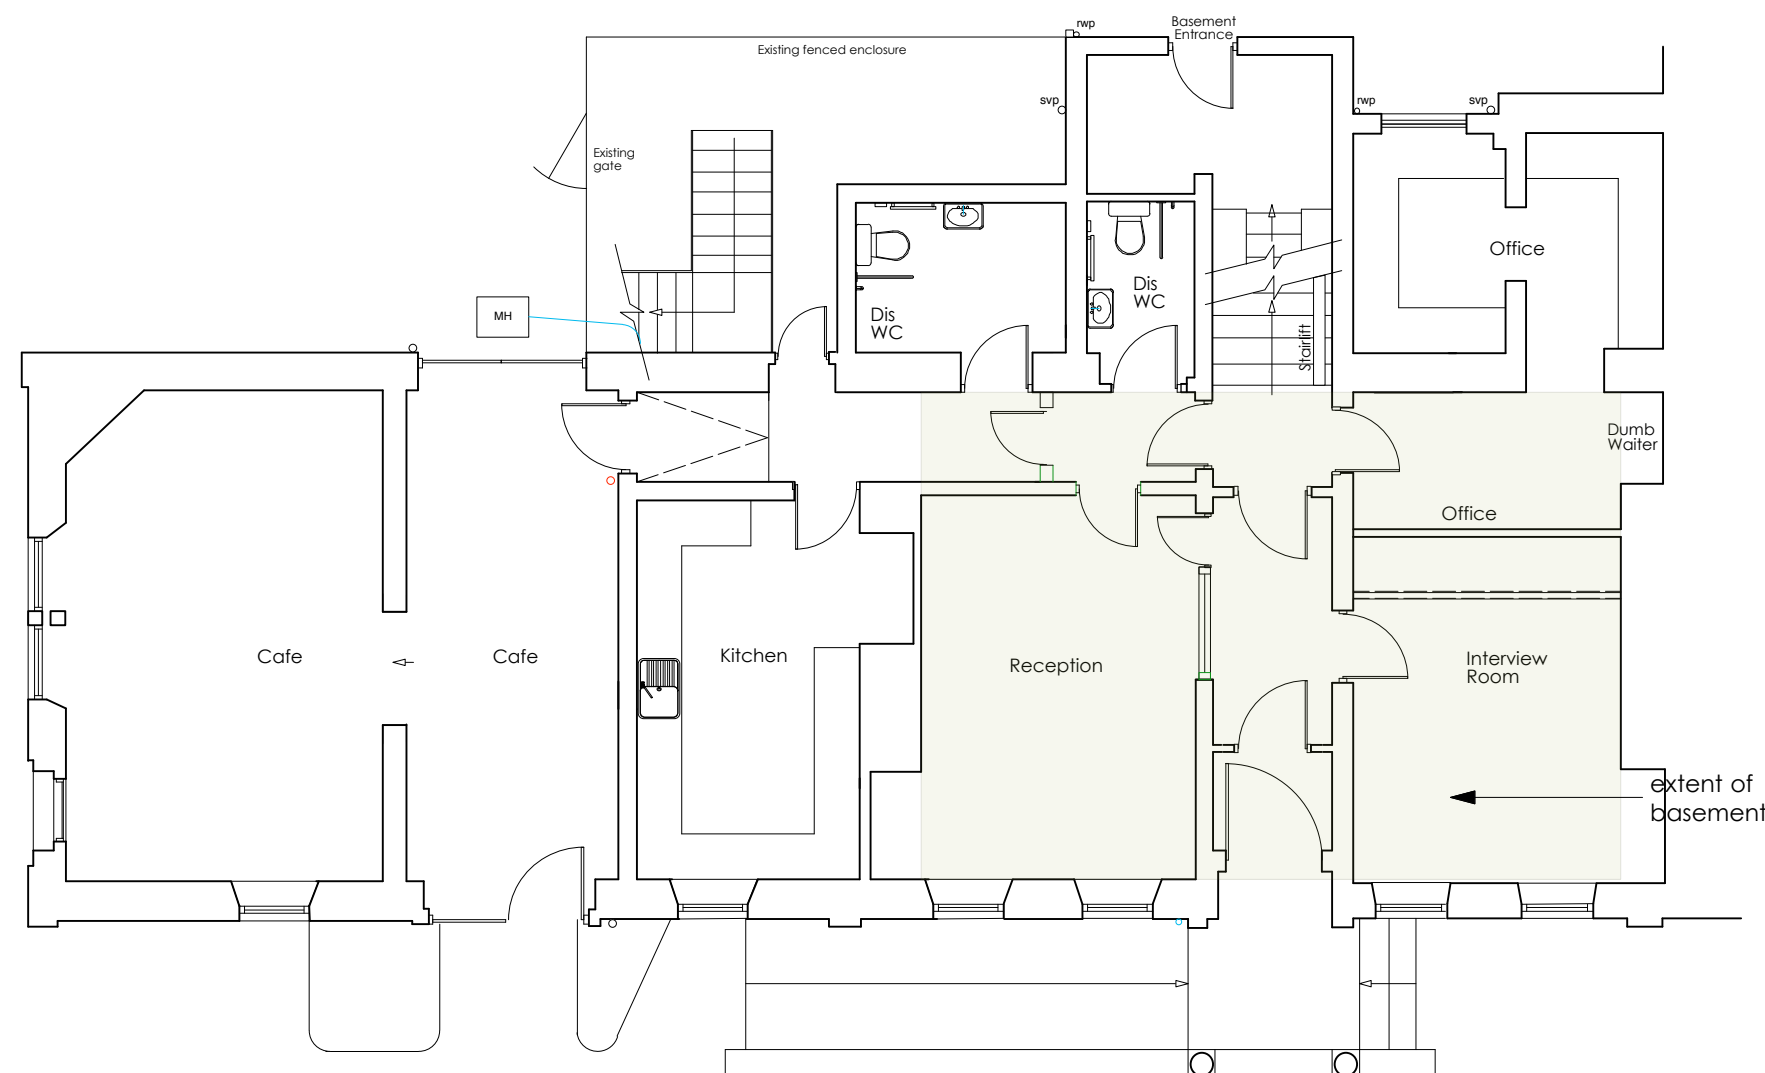 rwp
Basement
Entrance
Existing fenced enclosure
svp
rwp
svp
Existing
gate
Office
Dis
WC
Dis
WC
MH
Stairlift
Dumb
Waiter
Office
Cafe
Cafe
Kitchen
Reception
Interview
Room
extent of
basement